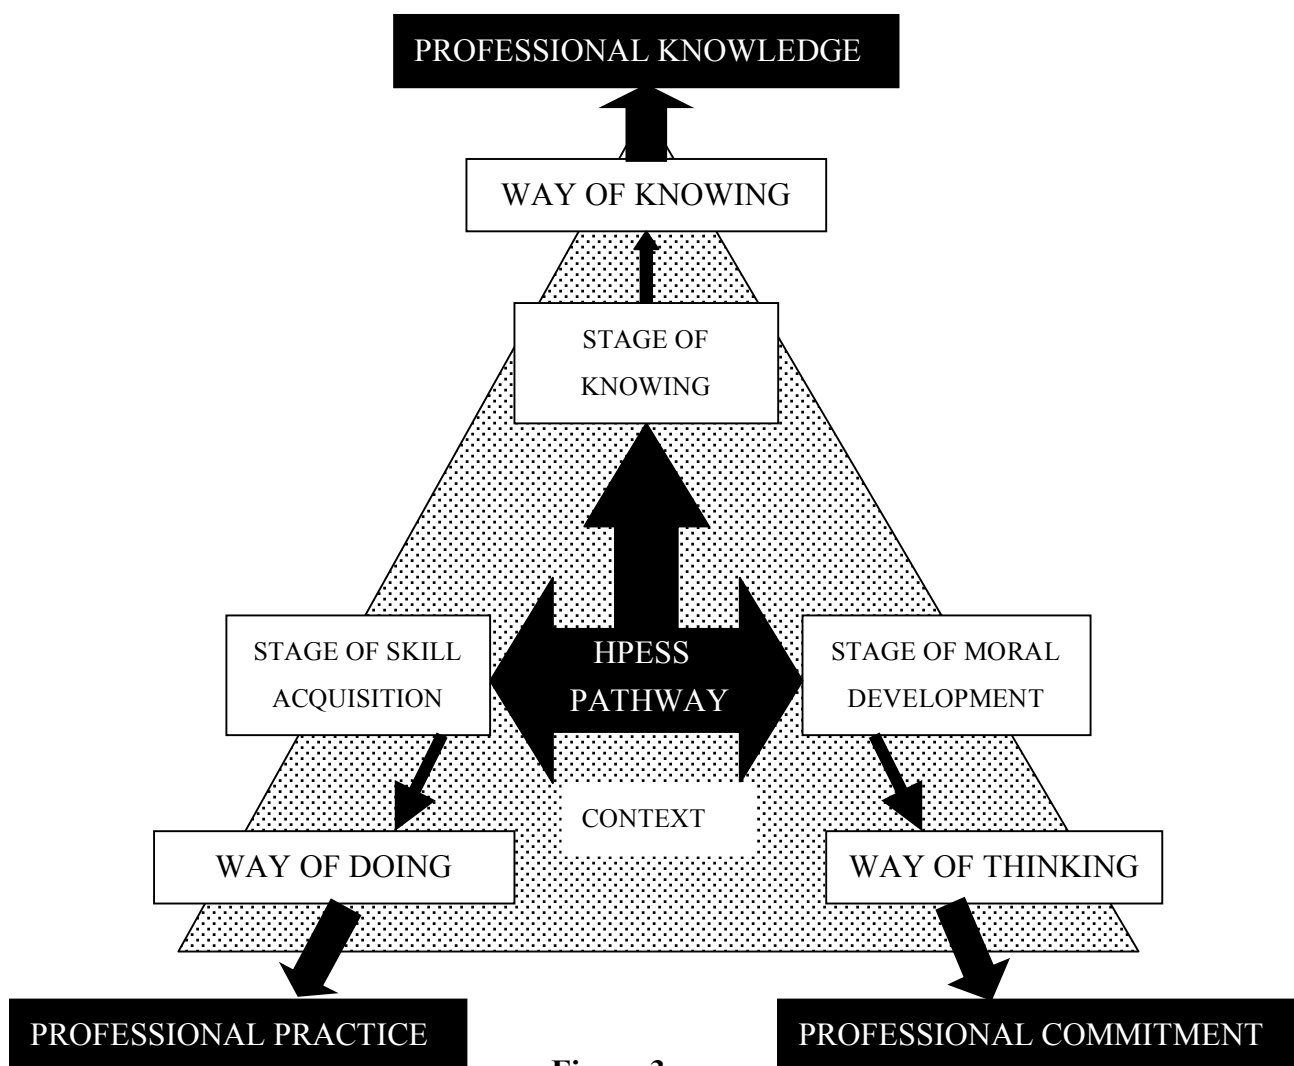 PROFESSIONAL KNOWLEDGE
WAY OF KNOWING
STAGE OF
KNOWING
STAGE OF SKILL
ACQUISITION
HPESS
PATHWAY
STAGE OF MORAL
DEVELOPMENT
CONTEXT
WAY OF DOING
WAY OF THINKING
PROFESSIONAL PRACTICE
PROFESSIONAL COMMITMENT